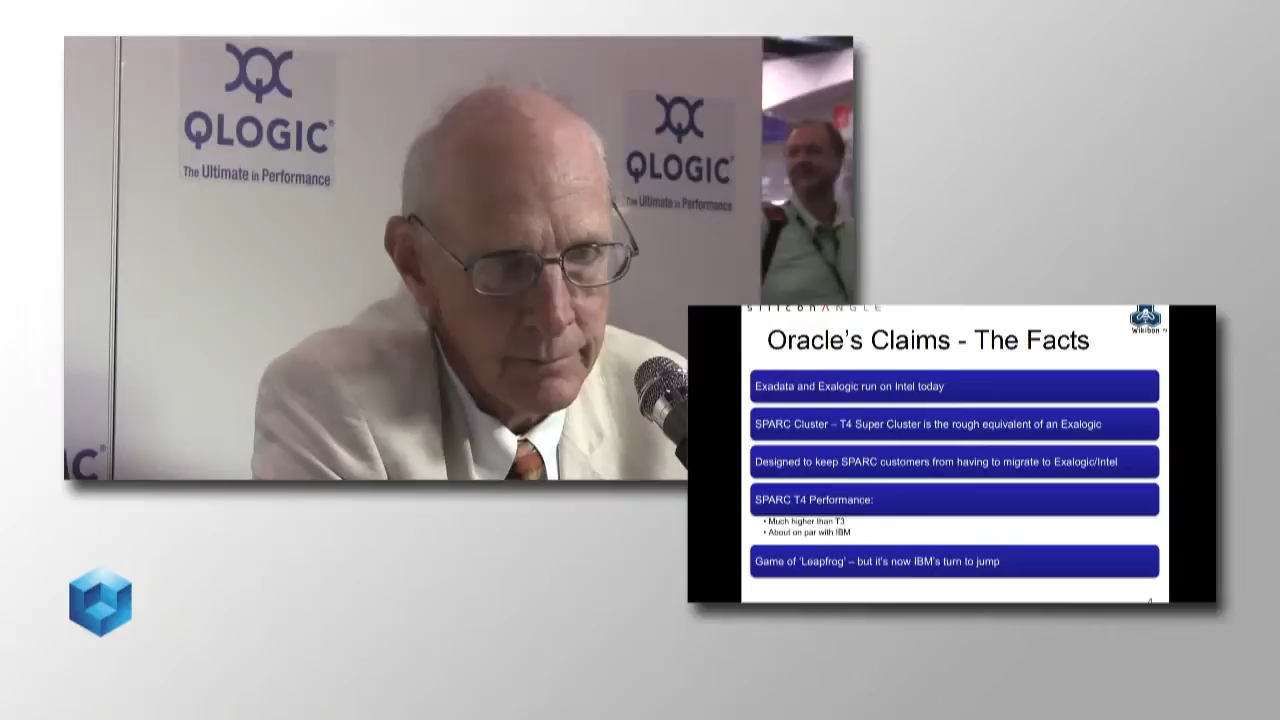 QLOGIC®
The Ultimate in Performance
QLOGIC®
The Ultimate in Performance
siliconANGLE
Wikibon ™
Oracle's Claims - The Facts
Exadata and Exalogic run on Intel today
SPARC Cluster – T4 Super Cluster is the rough equivalent of an Exalogic
Designed to keep SPARC customers from having to migrate to Exalogic/Intel
SPARC T4 Performance:
• Much higher than T3
• About on par with IBM
Game of 'Leapfrog' – but it's now IBM's turn to jump